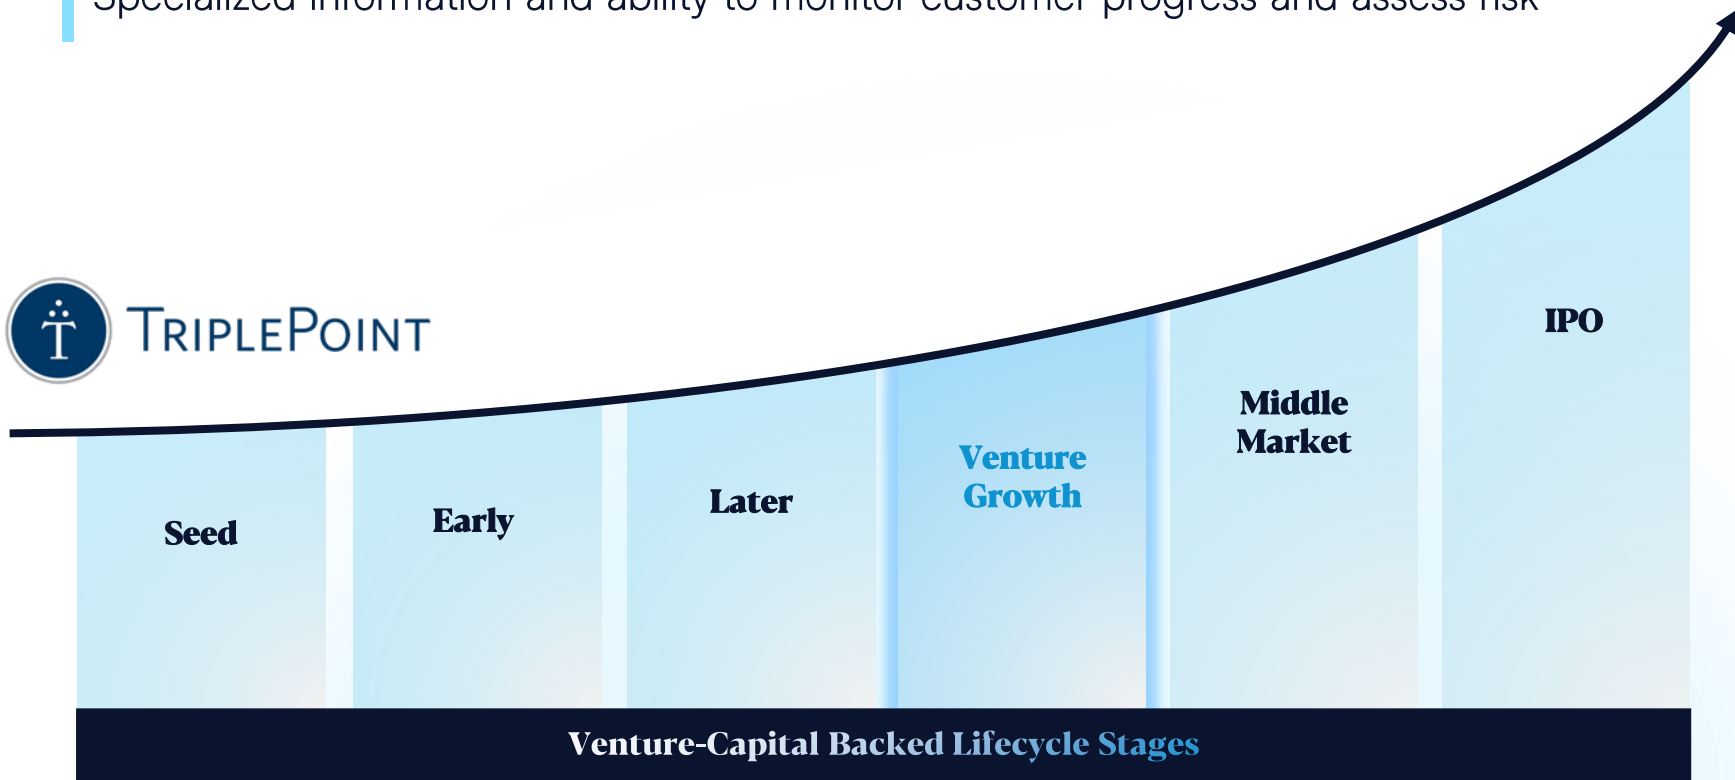 Specialized information and ability to monitor customer progress and assess risk
TRIPLEPOINT
IPO
Middle
Market
Venture
Growth
Later
Early
Seed
Venture-Capital Backed Lifecycle Stages